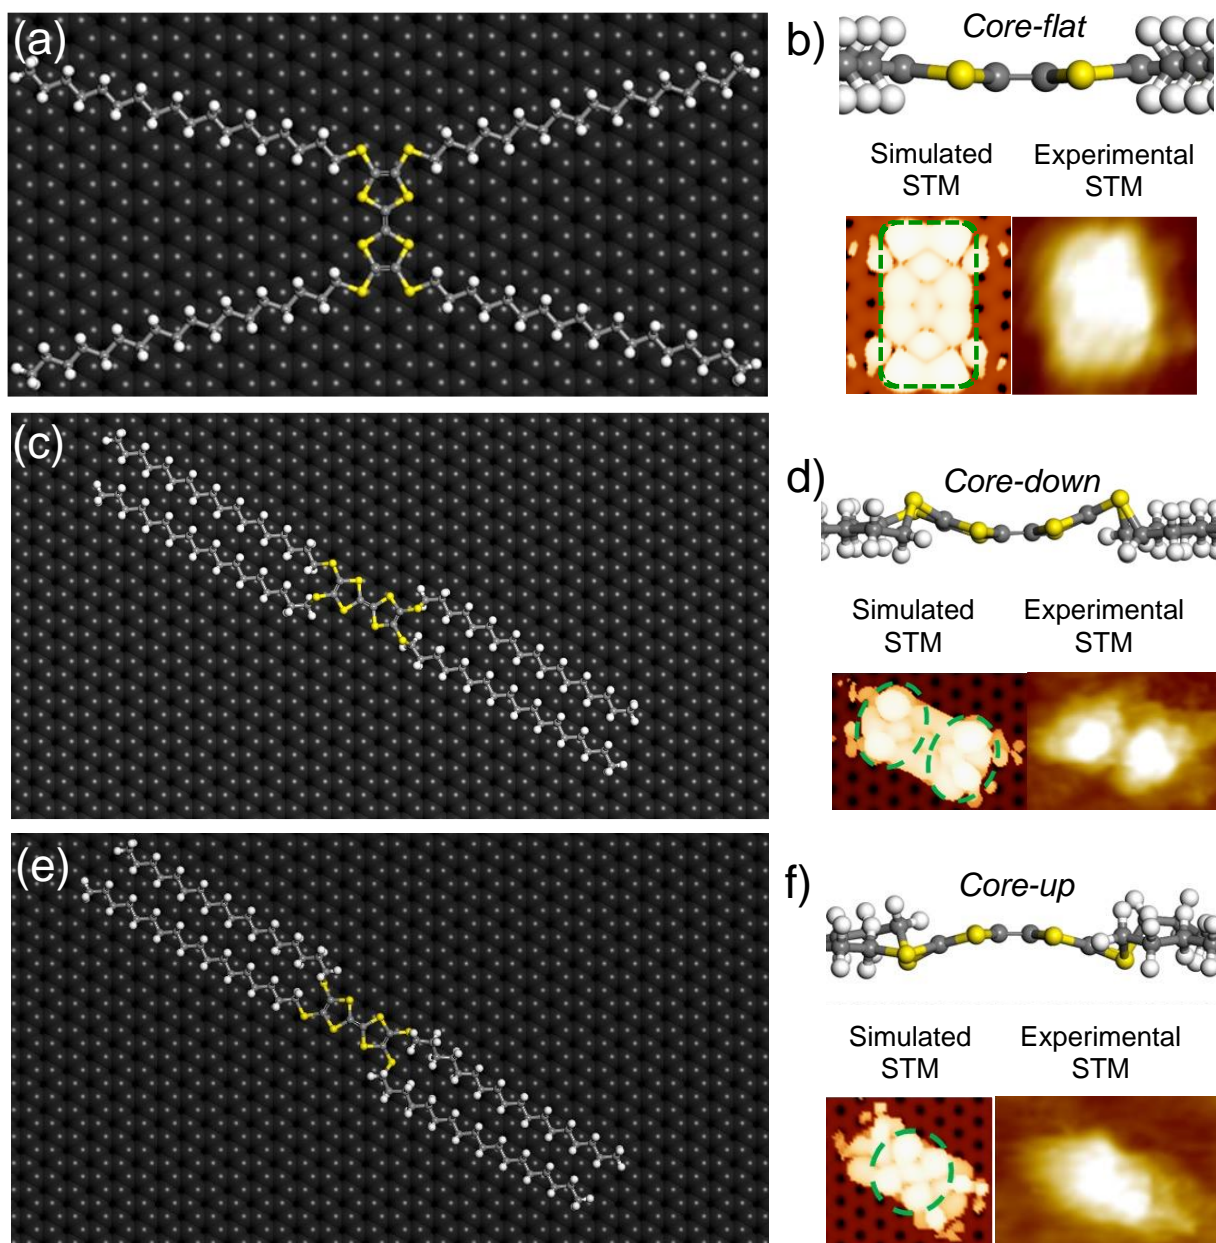 (a)
b)
Core-flat
Simulated
STM
Experimental
STM
(c)
d)
Core-down
Simulated
STM
Experimental
STM
(e)
f)
Core-up
Simulated
STM
Experimental
STM